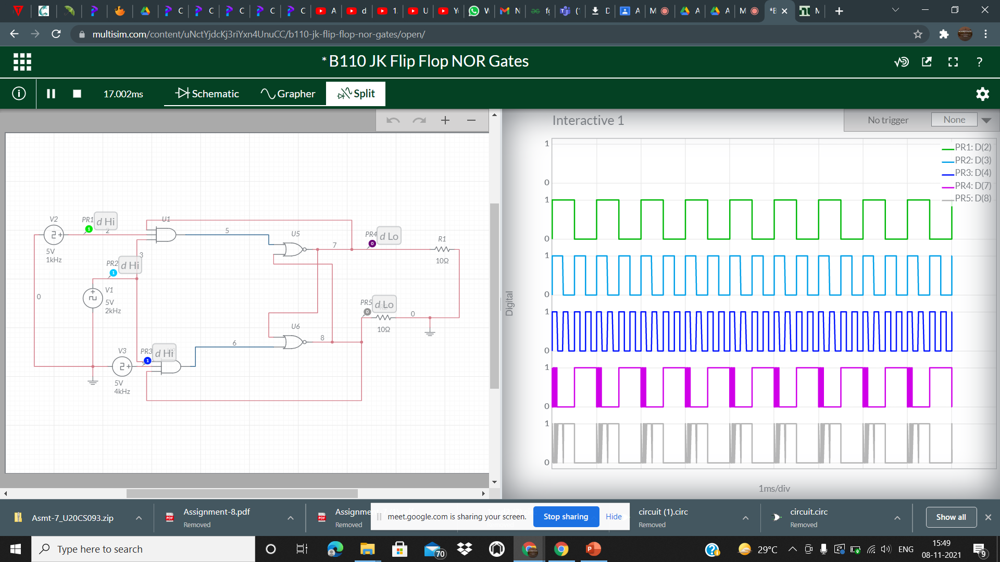 C C C C C A d 1. U Y W N fg (' D A M A A M *B M
multisim.com/content/uNctYjdcKj3riYxn4UnuCC/b110-jk-flip-flop-nor-gates/open/
* B110 JK Flip Flop NOR Gates
17.002ms Schematic Grapher Split
Interactive 1 No trigger None
1
0
PR1: D(2)
PR2: D(3)
PR3: D(4)
PR4: D(7)
PR5: D(8)
1
0
1
0
1
0
1
0
1
0
Digital
1ms/div
V2
5V
1kHz
PR1 d Hi
2
U1
5
PR2 d Hi
3
V1
5V
2kHz
0
U5
7
PR4 d Lo
R1
10Ω
PR5 d Lo
10Ω
0
U6
8
6
V3
5V
4kHz
PR3 d Hi
Asmt-7_U20CS093.zip
Assignment-8.pdf
Removed
Assignme
Removed
meet.google.com is sharing your screen. Stop sharing Hide
circuit (1).circ
Removed
circuit.circ
Removed
Show all
Type here to search
70
29°C ENG
15:49
08-11-2021
9